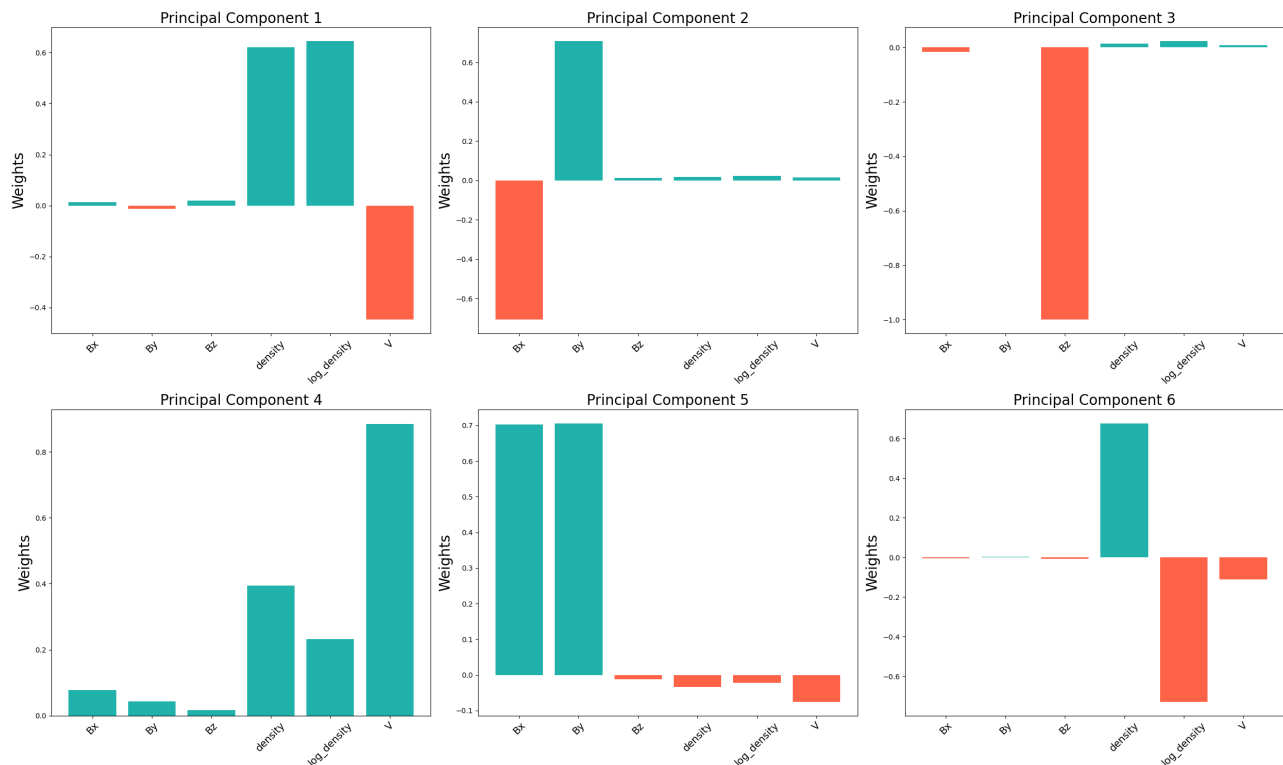 Principal Component 1
Weights
0.6
0.4
0.2
0.0
−0.2
−0.4
Bx
By
Bz
density
log_density
V
Principal Component 2
Weights
0.6
0.4
0.2
0.0
−0.2
−0.4
−0.6
Bx
By
Bz
density
log_density
V
Principal Component 3
Weights
0.0
−0.2
−0.4
−0.6
−0.8
−1.0
Bx
By
Bz
density
log_density
V
Principal Component 4
Weights
0.8
0.6
0.4
0.2
0.0
Bx
By
Bz
density
log_density
V
Principal Component 5
Weights
0.7
0.6
0.5
0.4
0.3
0.2
0.1
0.0
−0.1
Bx
By
Bz
density
log_density
V
Principal Component 6
Weights
0.6
0.4
0.2
0.0
−0.2
−0.4
−0.6
Bx
By
Bz
density
log_density
V